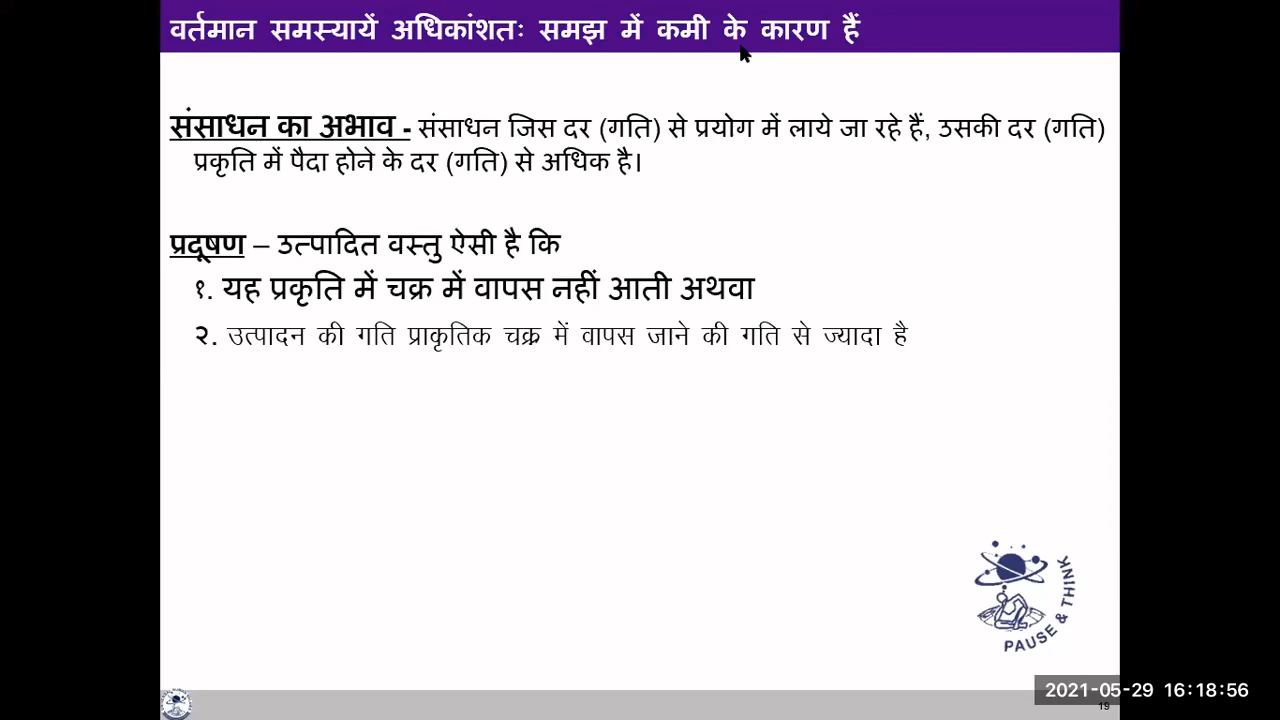 वर्तमान समस्यायें अधिकांशतः समझ में कमी के कारण हैं
संसाधन का अभाव - संसाधन जिस दर (गति) से प्रयोग में लाये जा रहे हैं, उसकी दर (गति)
प्रकृति में पैदा होने के दर (गति) से अधिक है।
प्रदूषण – उत्पादित वस्तु ऐसी है कि
१. यह प्रकृति में चक्र में वापस नहीं आती अथवा
२. उत्पादन की गति प्राकृतिक चक्र में वापस जाने की गति से ज्यादा है
PAUSE & THINK
2021-05-29 16:18:56
19